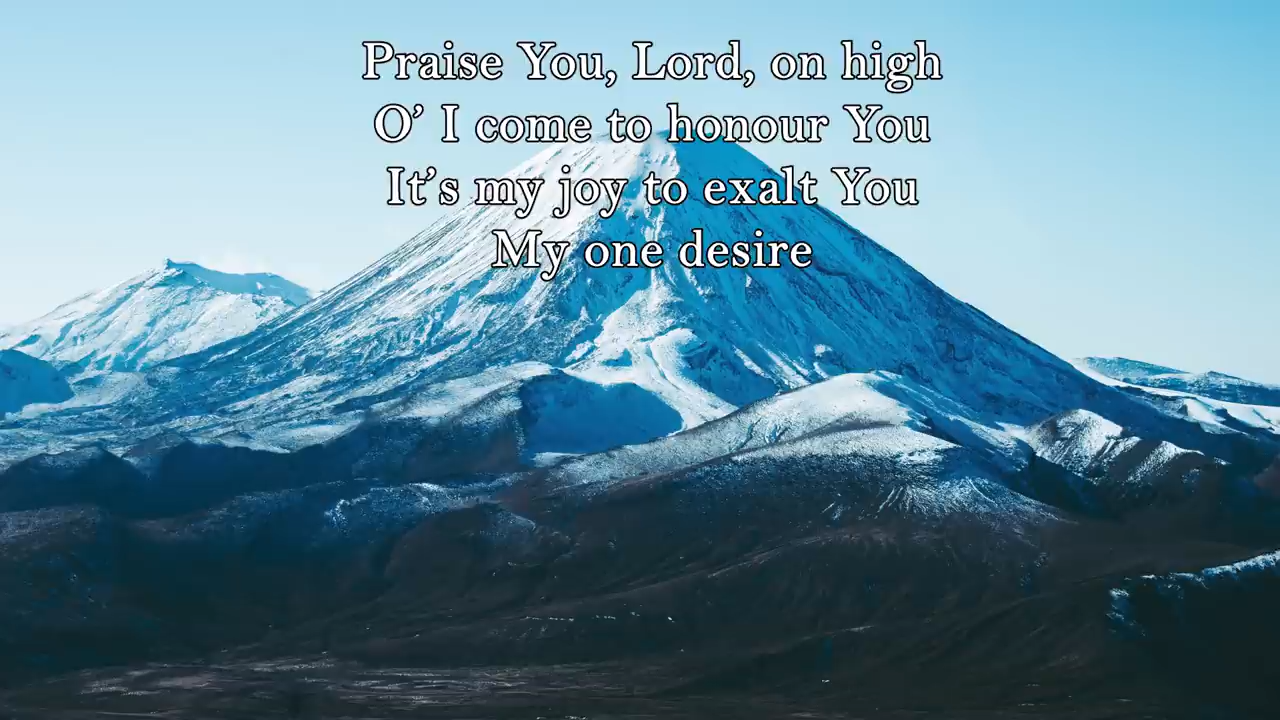 Praise You, Lord, on high
O’ I come to honour You
It’s my joy to exalt You
My one desire